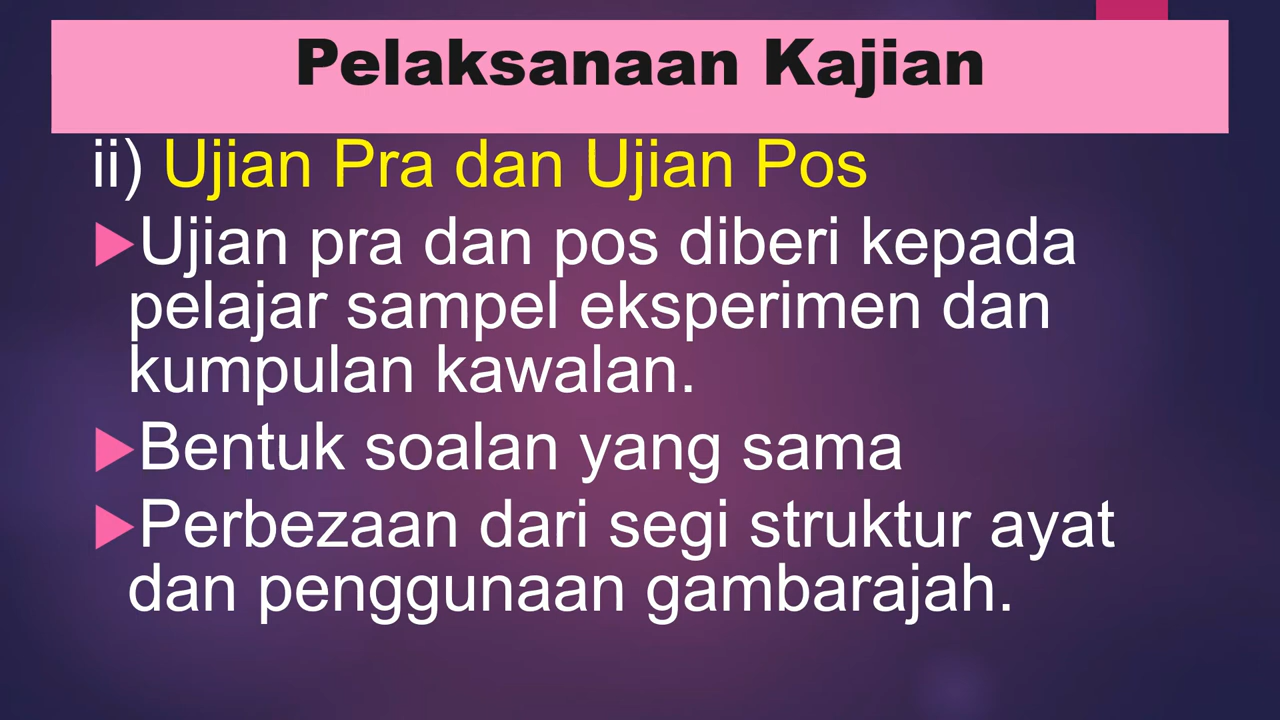 Pelaksanaan Kajian
ii) Ujian Pra dan Ujian Pos
Ujian pra dan pos diberi kepada
pelajar sampel eksperimen dan
kumpulan kawalan.
Bentuk soalan yang sama
Perbezaan dari segi struktur ayat
dan penggunaan gambarajah.